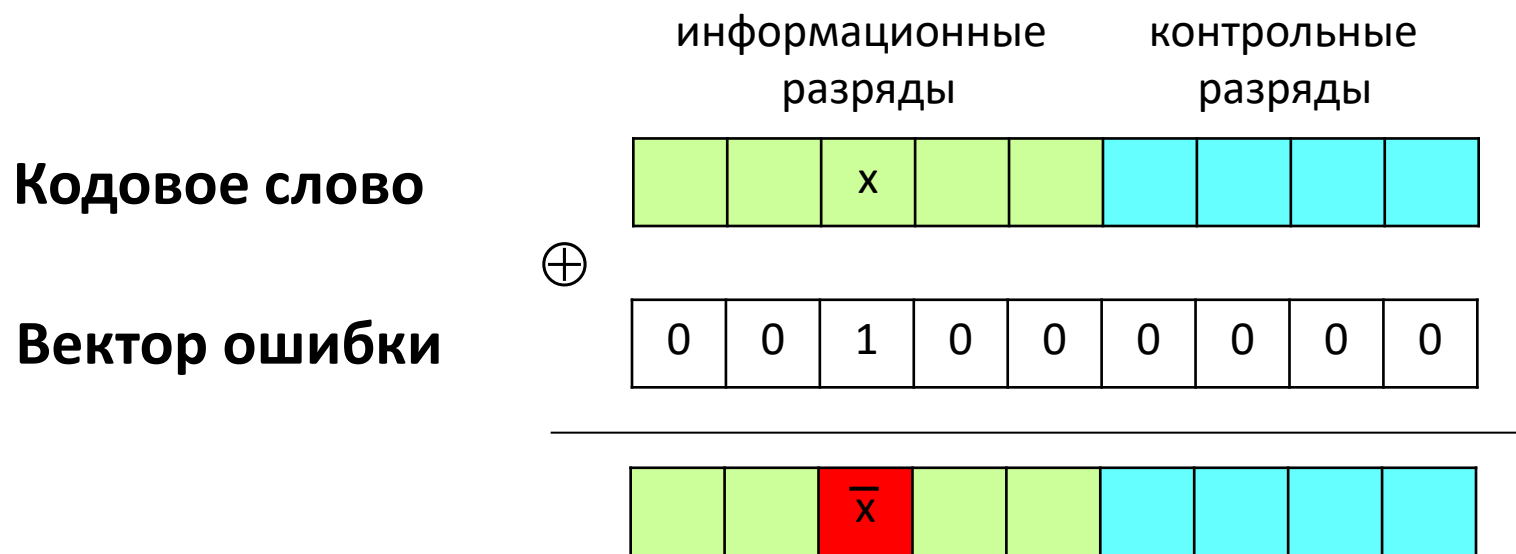 информационные контрольные
разряды разряды
Кодовое слово x
⊕
Вектор ошибки 0 0 1 0 0 0 0 0 0
x̅